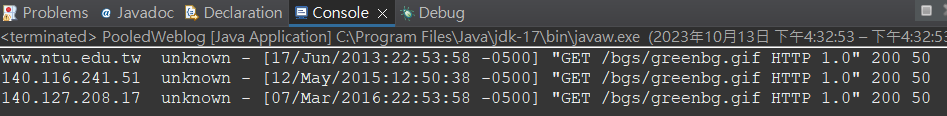 Problems @ Javadoc Declaration Console × Debug
<terminated> PooledWeblog [Java Application] C:\Program Files\Java\jdk-17\bin\javaw.exe (2023年10月13日 下午4:32:53 – 下午4:32:53
www.ntu.edu.tw  unknown - [17/Jun/2013:22:53:58 -0500] "GET /bgs/greenbg.gif HTTP 1.0" 200 50
140.116.241.51  unknown - [12/May/2015:12:50:38 -0500] "GET /bgs/greenbg.gif HTTP 1.0" 200 50
140.127.208.17  unknown - [07/Mar/2016:22:53:58 -0500] "GET /bgs/greenbg.gif HTTP 1.0" 200 50